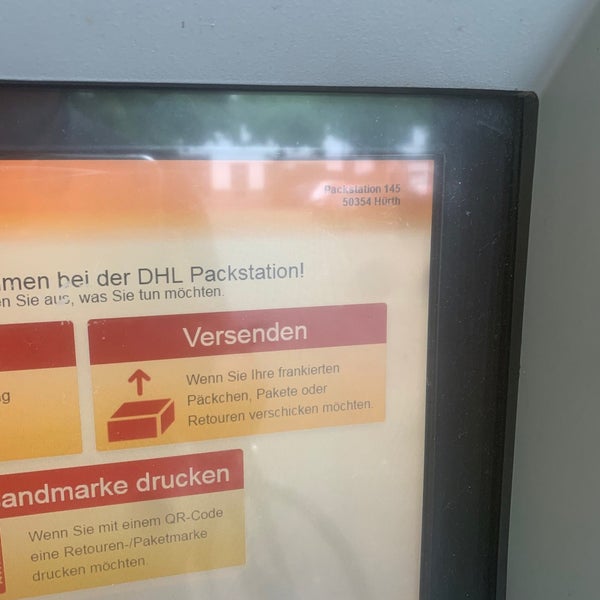 Packstation 145
50354 Hürth
men bei der DHL Packstation!
en Sie aus, was Sie tun möchten.
Versenden
Wenn Sie Ihre frankierten
Päckchen, Pakete oder
Retouren verschicken möchten.
g
andmarke drucken
Wenn Sie mit einem QR-Code
eine Retouren-/Paketmarke
drucken möchten.